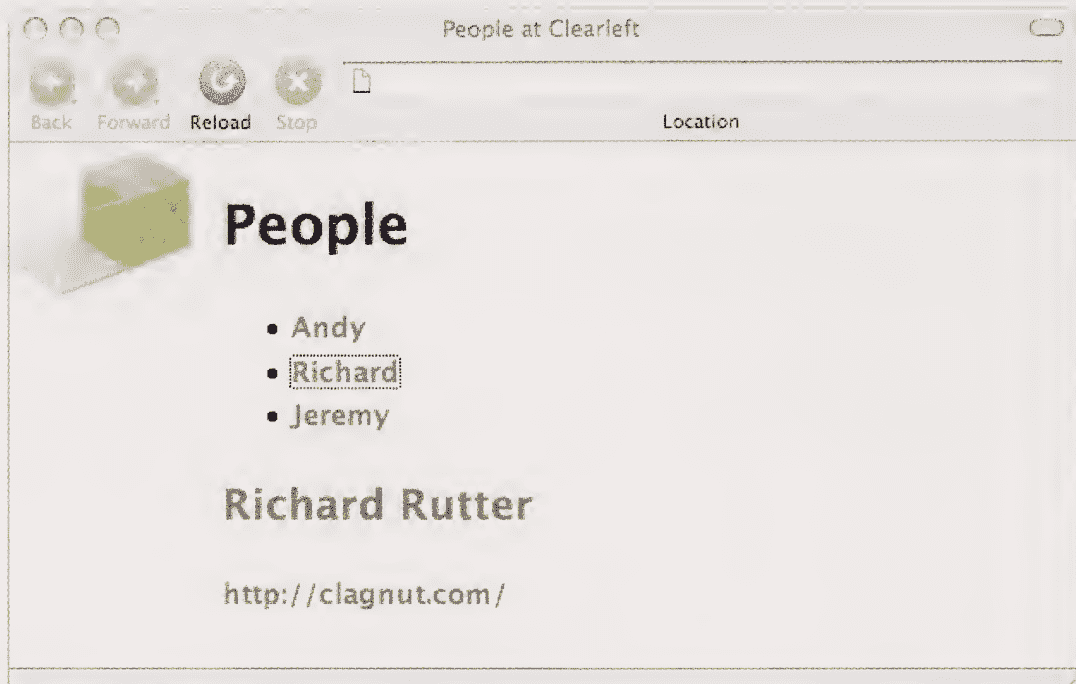 People at Clearleft
Back Forward Reload Stop
Location
People
• Andy
• Richard
• Jeremy
Richard Rutter
http://clagnut.com/